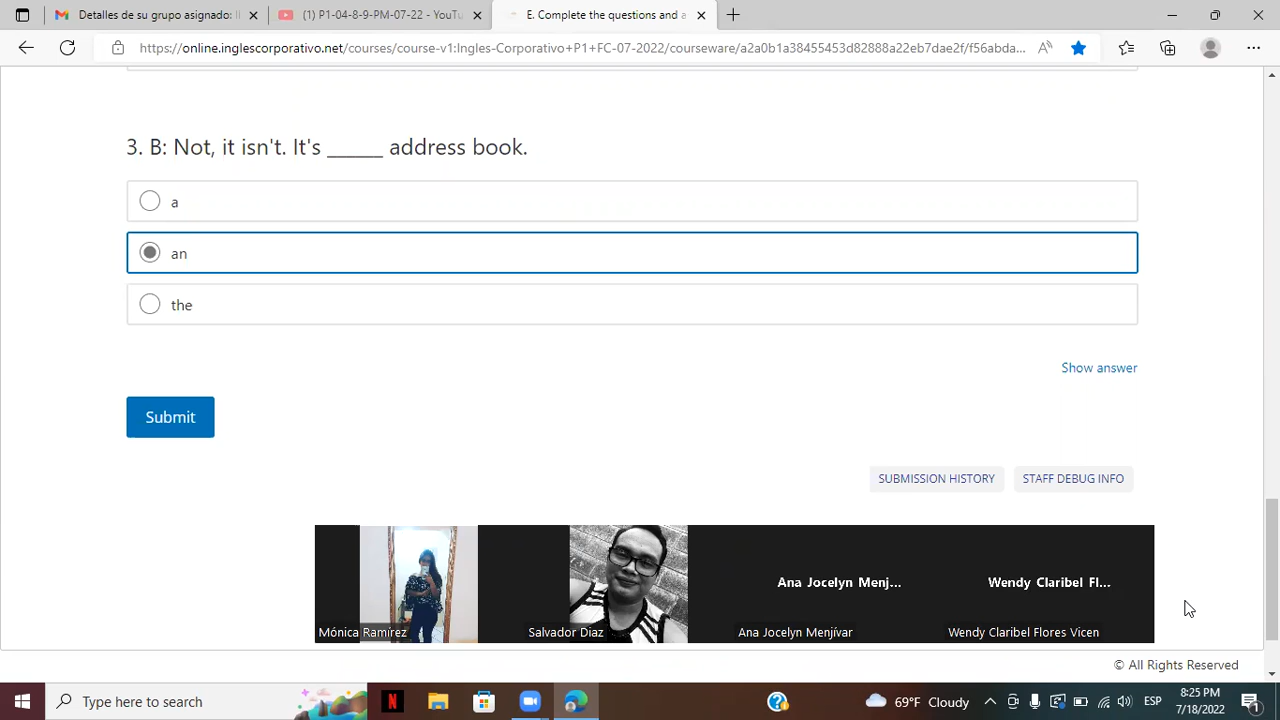 Detalles de su grupo asignado: II
(1) P1-04-8-9-PM-07-22 - YouTu
E. Complete the questions and a
https://online.inglescorporativo.net/courses/course-v1:Ingles-Corporativo+P1+FC-07-2022/courseware/a2a0b1a38455453d82888a22eb7dae2f/f56abda...
3. B: Not, it isn't. It's ______ address book.
a
an
the
Show answer
Submit
SUBMISSION HISTORY
STAFF DEBUG INFO
Ana Jocelyn Menj...
Wendy Claribel Fl...
Mónica Ramírez
Salvador Diaz
Ana Jocelyn Menjívar
Wendy Claribel Flores Vicen
© All Rights Reserved
Type here to search
69°F Cloudy
ESP
8:25 PM
7/18/2022